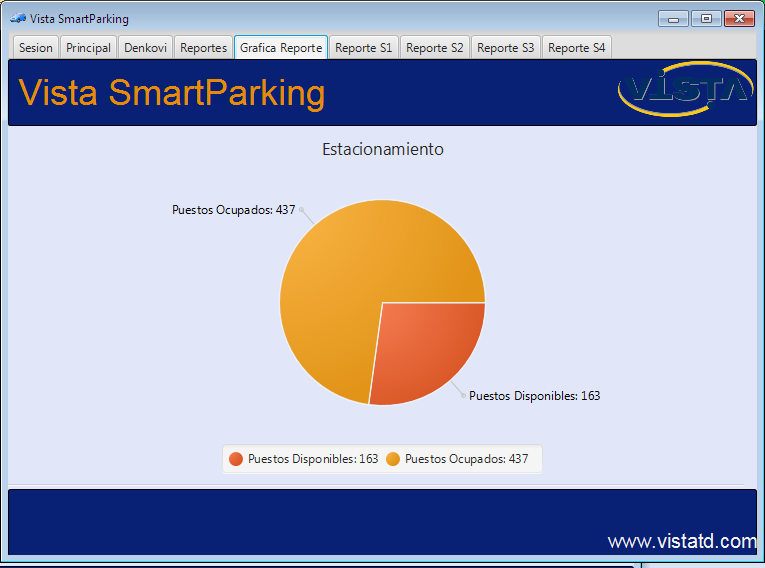 Vista SmartParking
Sesion Principal Denkovi Reportes Grafica Reporte Reporte S1 Reporte S2 Reporte S3 Reporte S4
Vista SmartParking
VISTA
Estacionamiento
Puestos Ocupados: 437
Puestos Disponibles: 163
Puestos Disponibles: 163 Puestos Ocupados: 437
www.vistatd.com